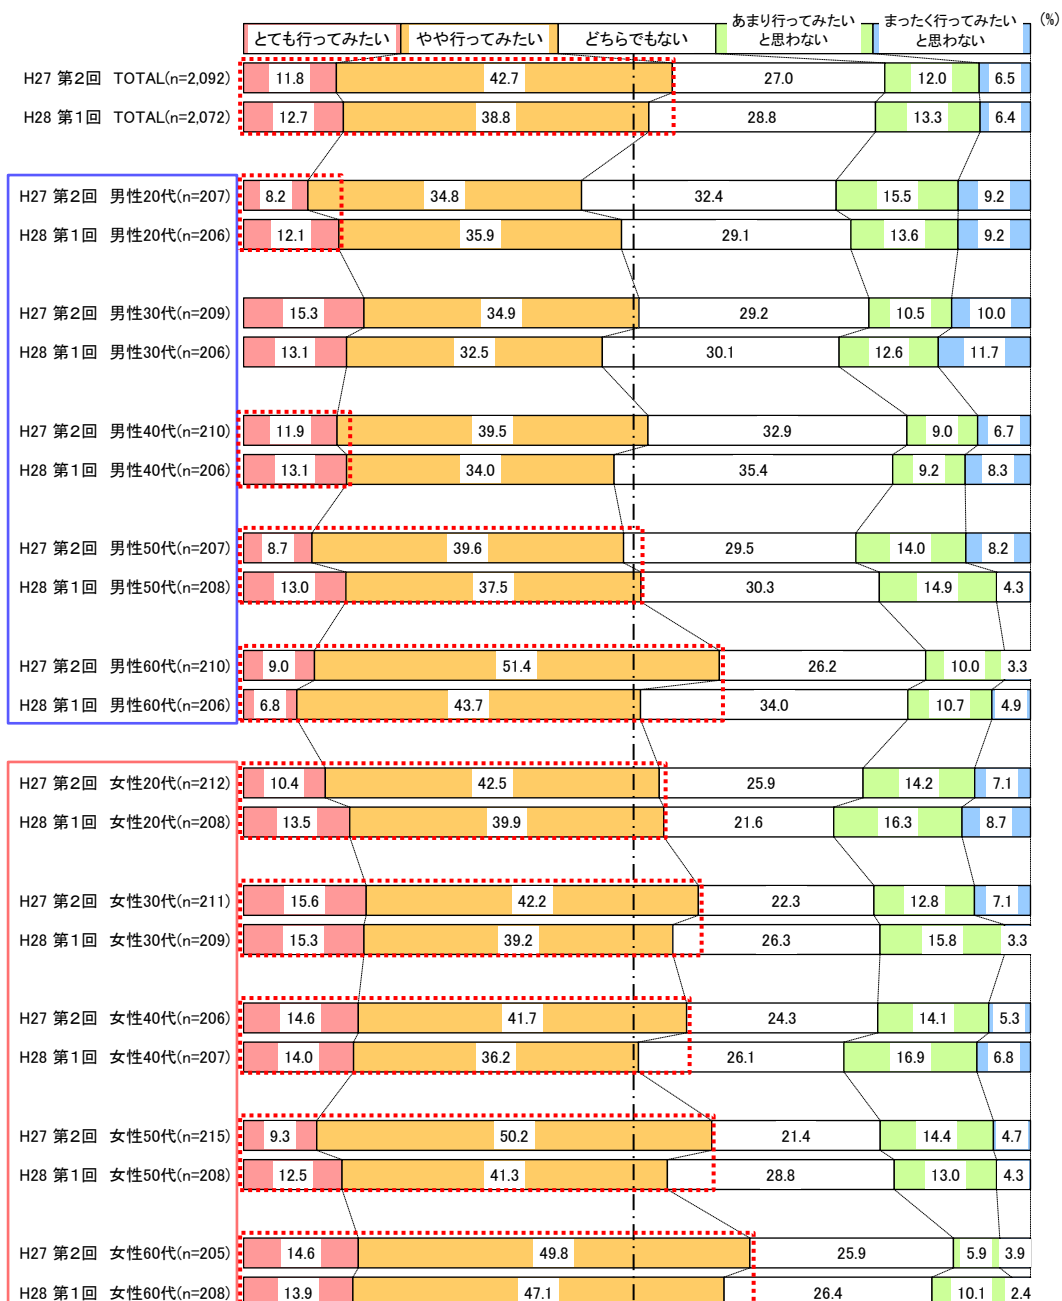 (%)
とても行ってみたい やや行ってみたい どちらでもない あまり行ってみたい
と思わない まったく行ってみたい
と思わない
H27 第2回 TOTAL(n=2,092) 11.8 42.7 27.0 12.0 6.5
H28 第1回 TOTAL(n=2,072) 12.7 38.8 28.8 13.3 6.4
H27 第2回 男性20代(n=207) 8.2 34.8 32.4 15.5 9.2
H28 第1回 男性20代(n=206) 12.1 35.9 29.1 13.6 9.2
H27 第2回 男性30代(n=209) 15.3 34.9 29.2 10.5 10.0
H28 第1回 男性30代(n=206) 13.1 32.5 30.1 12.6 11.7
H27 第2回 男性40代(n=210) 11.9 39.5 32.9 9.0 6.7
H28 第1回 男性40代(n=206) 13.1 34.0 35.4 9.2 8.3
H27 第2回 男性50代(n=207) 8.7 39.6 29.5 14.0 8.2
H28 第1回 男性50代(n=208) 13.0 37.5 30.3 14.9 4.3
H27 第2回 男性60代(n=210) 9.0 51.4 26.2 10.0 3.3
H28 第1回 男性60代(n=206) 6.8 43.7 34.0 10.7 4.9
H27 第2回 女性20代(n=212) 10.4 42.5 25.9 14.2 7.1
H28 第1回 女性20代(n=208) 13.5 39.9 21.6 16.3 8.7
H27 第2回 女性30代(n=211) 15.6 42.2 22.3 12.8 7.1
H28 第1回 女性30代(n=209) 15.3 39.2 26.3 15.8 3.3
H27 第2回 女性40代(n=206) 14.6 41.7 24.3 14.1 5.3
H28 第1回 女性40代(n=207) 14.0 36.2 26.1 16.9 6.8
H27 第2回 女性50代(n=215) 9.3 50.2 21.4 14.4 4.7
H28 第1回 女性50代(n=208) 12.5 41.3 28.8 13.0 4.3
H27 第2回 女性60代(n=205) 14.6 49.8 25.9 5.9 3.9
H28 第1回 女性60代(n=208) 13.9 47.1 26.4 10.1 2.4